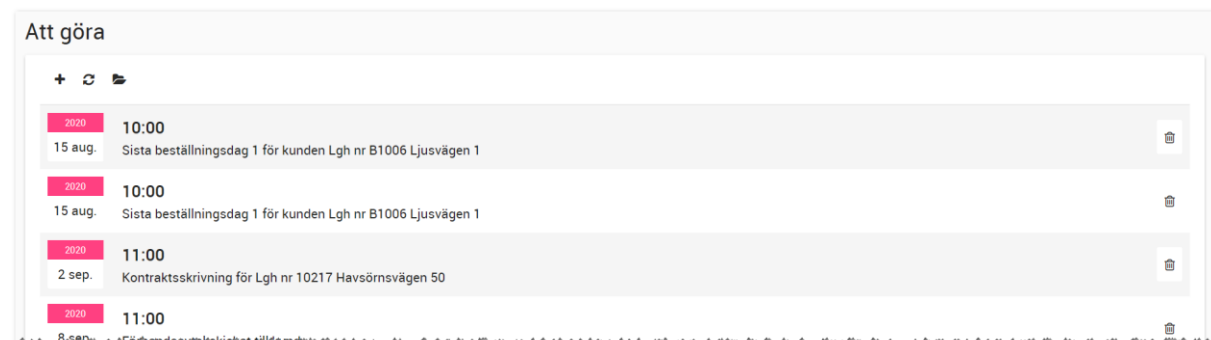 Att göra
2020
15 aug.
10:00
Sista beställningsdag 1 för kunden Lgh nr B1006 Ljusvägen 1
2020
15 aug.
10:00
Sista beställningsdag 1 för kunden Lgh nr B1006 Ljusvägen 1
2020
2 sep.
11:00
Kontraktsskrivning för Lgh nr 10217 Havsörnsvägen 50
2020
8 sep.
11:00